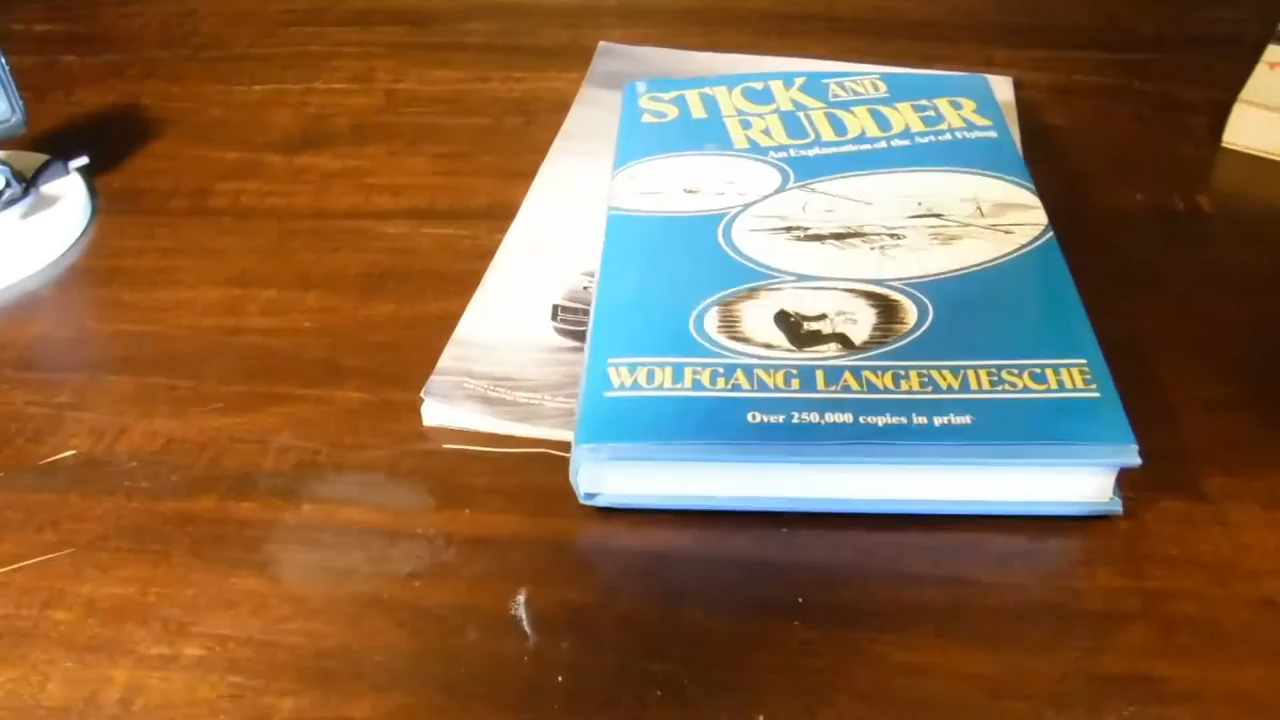 STICK AND
RUDDER
An Explanation of the Art of Flying
WOLFGANG LANGEWIESCHE
Over 250,000 copies in print